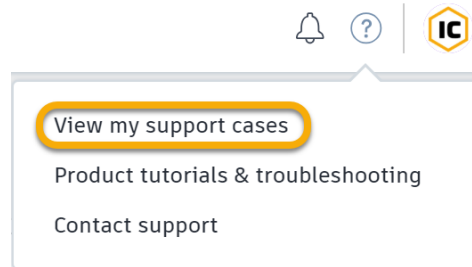 IC
View my support cases
Product tutorials & troubleshooting
Contact support